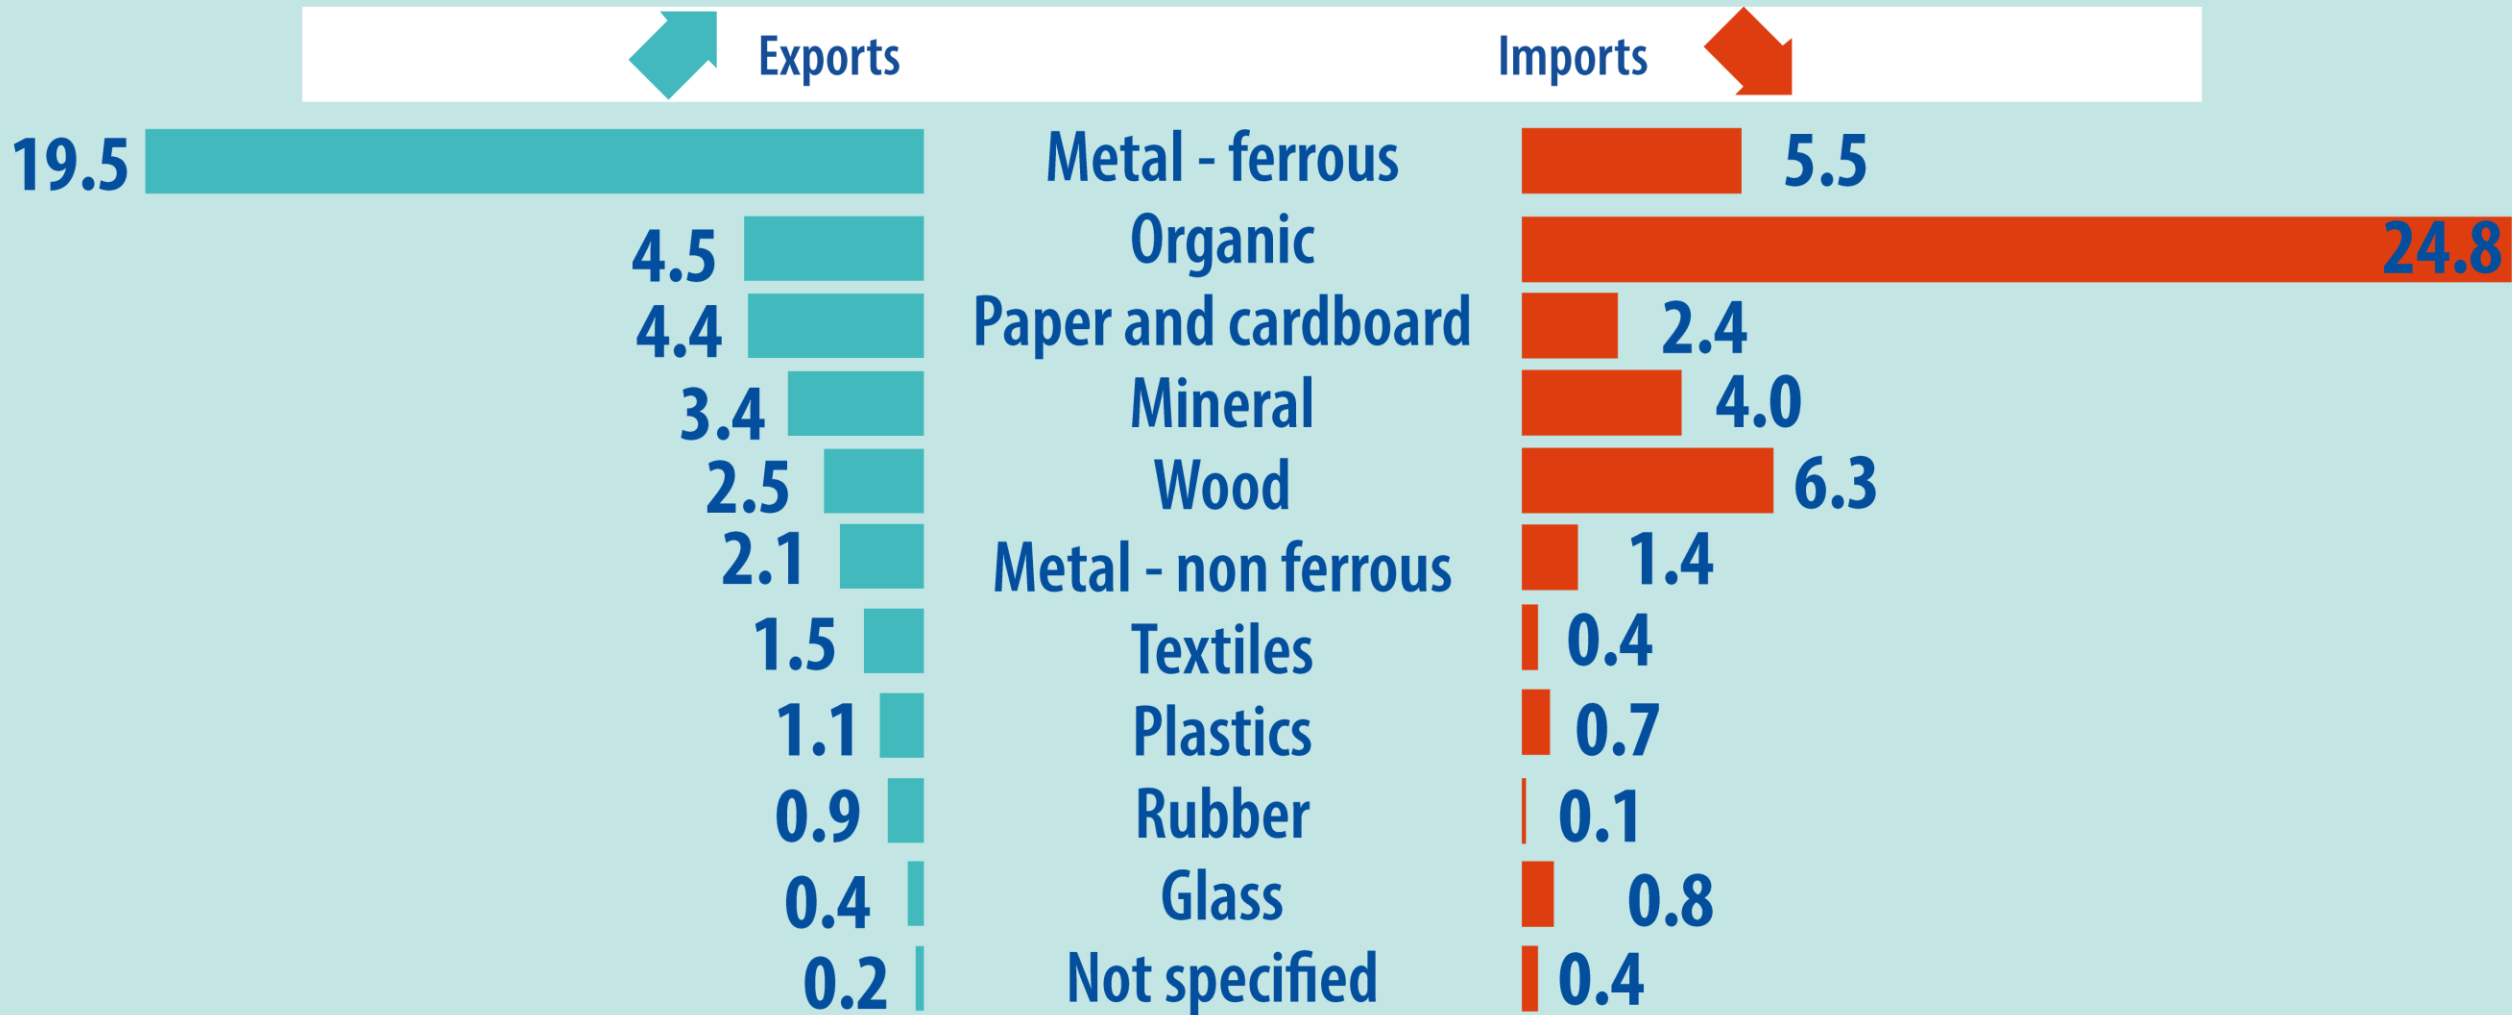 Exports Imports
19.5 Metal - ferrous 5.5
4.5 Organic 24.8
4.4 Paper and cardboard 2.4
3.4 Mineral 4.0
2.5 Wood 6.3
2.1 Metal - non ferrous 1.4
1.5 Textiles 0.4
1.1 Plastics 0.7
0.9 Rubber 0.1
0.4 Glass 0.8
0.2 Not specified 0.4